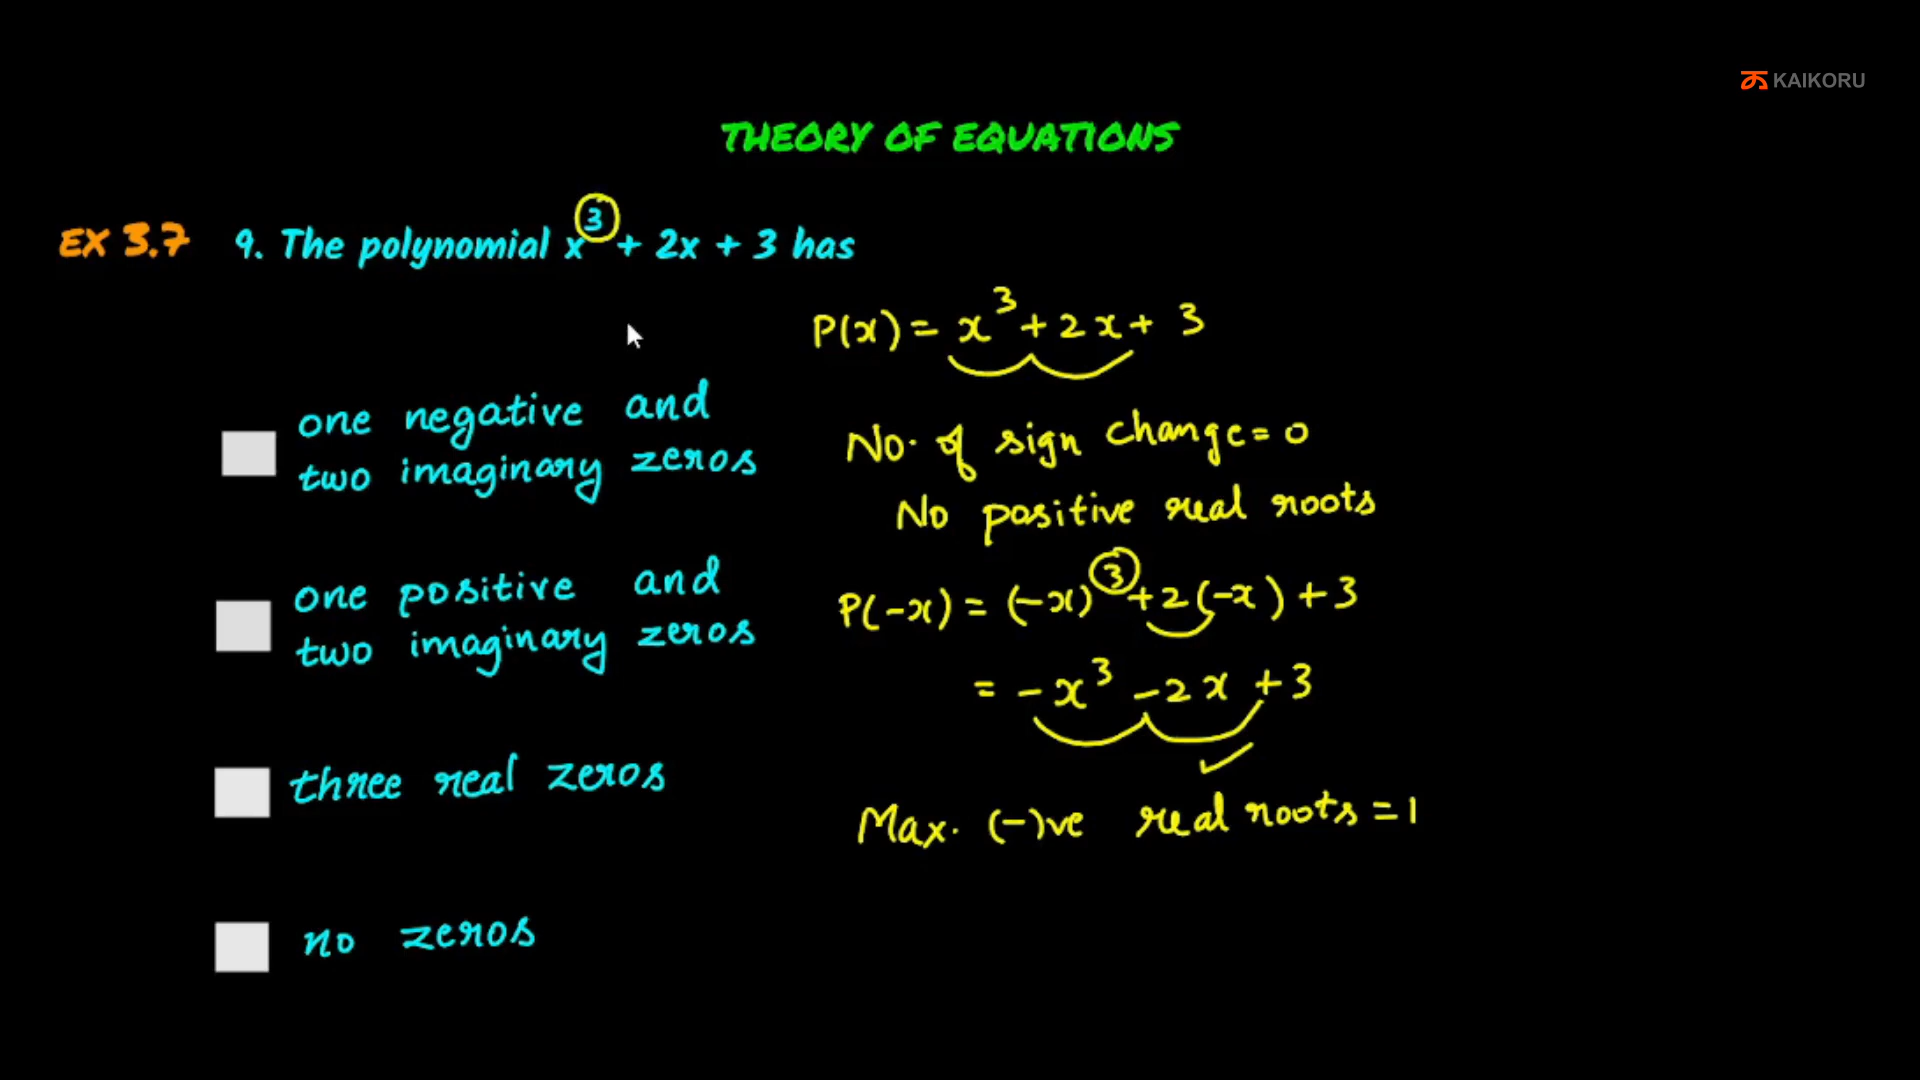 KAIKORU
THEORY OF EQUATIONS
EX 3.7 9. The polynomial x³ + 2x + 3 has
P(x) = x³ + 2x + 3
one negative and
two imaginary zeros
No. of sign change = 0
No positive real roots
one positive and
two imaginary zeros
P(-x) = (-x)³ + 2(-x) + 3
= -x³ - 2x + 3
three real zeros
Max. (-)ve real roots = 1
no zeros